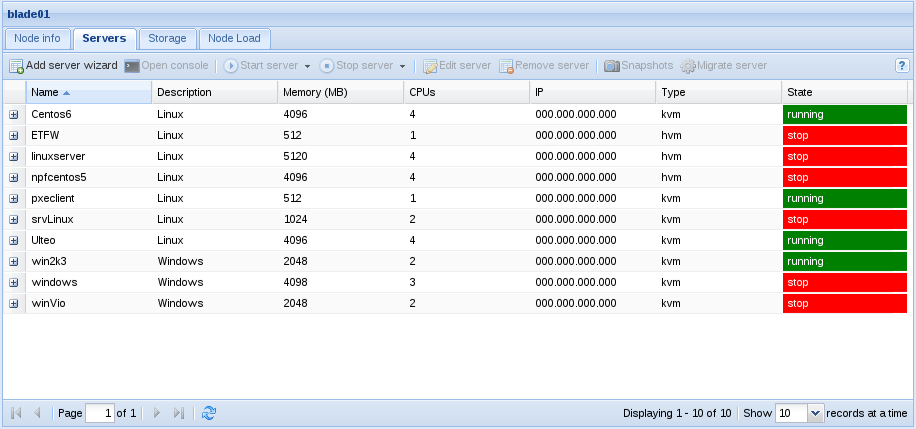 blade01
Node info Servers Storage Node Load
Add server wizard Open console Start server Stop server Edit server Remove server Snapshots Migrate server ?
Name Description Memory (MB) CPUs IP Type State
Centos6 Linux 4096 4 000.000.000.000 kvm running
ETFW Linux 512 1 000.000.000.000 hvm stop
linuxserver Linux 5120 4 000.000.000.000 hvm stop
npfcentos5 Linux 4096 4 000.000.000.000 hvm stop
pxeclient Linux 512 1 000.000.000.000 kvm running
srvLinux Linux 1024 2 000.000.000.000 kvm stop
Ulteo Linux 4096 4 000.000.000.000 kvm running
win2k3 Windows 2048 2 000.000.000.000 kvm running
windows Windows 4098 3 000.000.000.000 kvm stop
winVio Windows 2048 2 000.000.000.000 kvm stop
Page 1 of 1 Displaying 1 - 10 of 10 Show 10 records at a time